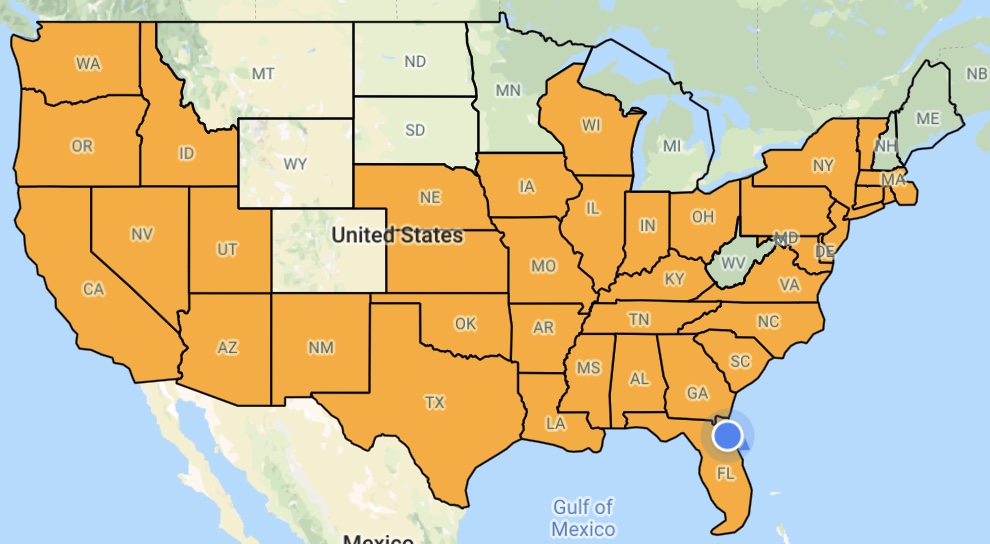 WA
MT
ND
MN
NB
ME
OR
ID
SD
WI
MI
NH
WY
NY
MA
NE
IA
IL
IN
OH
NV
UT
United States
MD
DE
CA
MO
WV
KY
VA
OK
AR
TN
NC
AZ
NM
MS
AL
SC
GA
TX
LA
FL
Gulf of
Mexico
Mexico